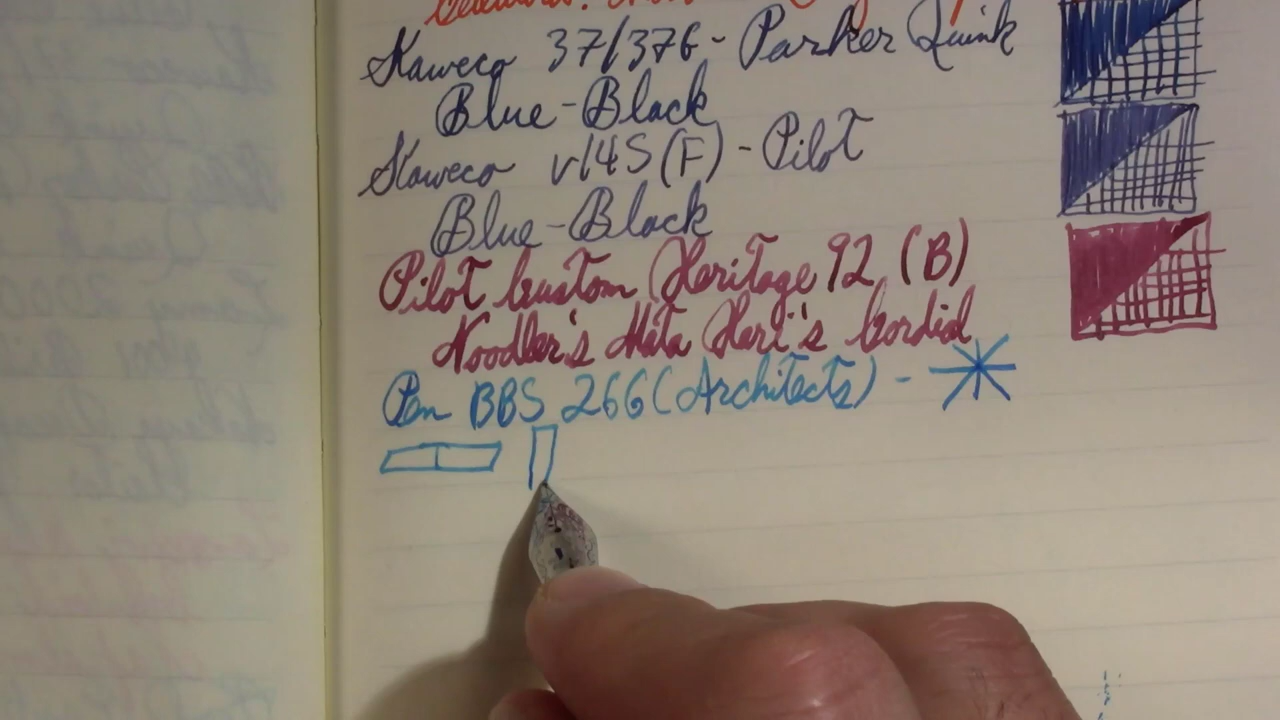 Kaweco 37/37G - Parker Quink
Blue-Black
Kaweco v14S (F) - Pilot
Blue-Black
Pilot Custom Heritage 92 (B)
Noodler's Mata Hari's Cordial
Pen BBS 266 (Architects) -